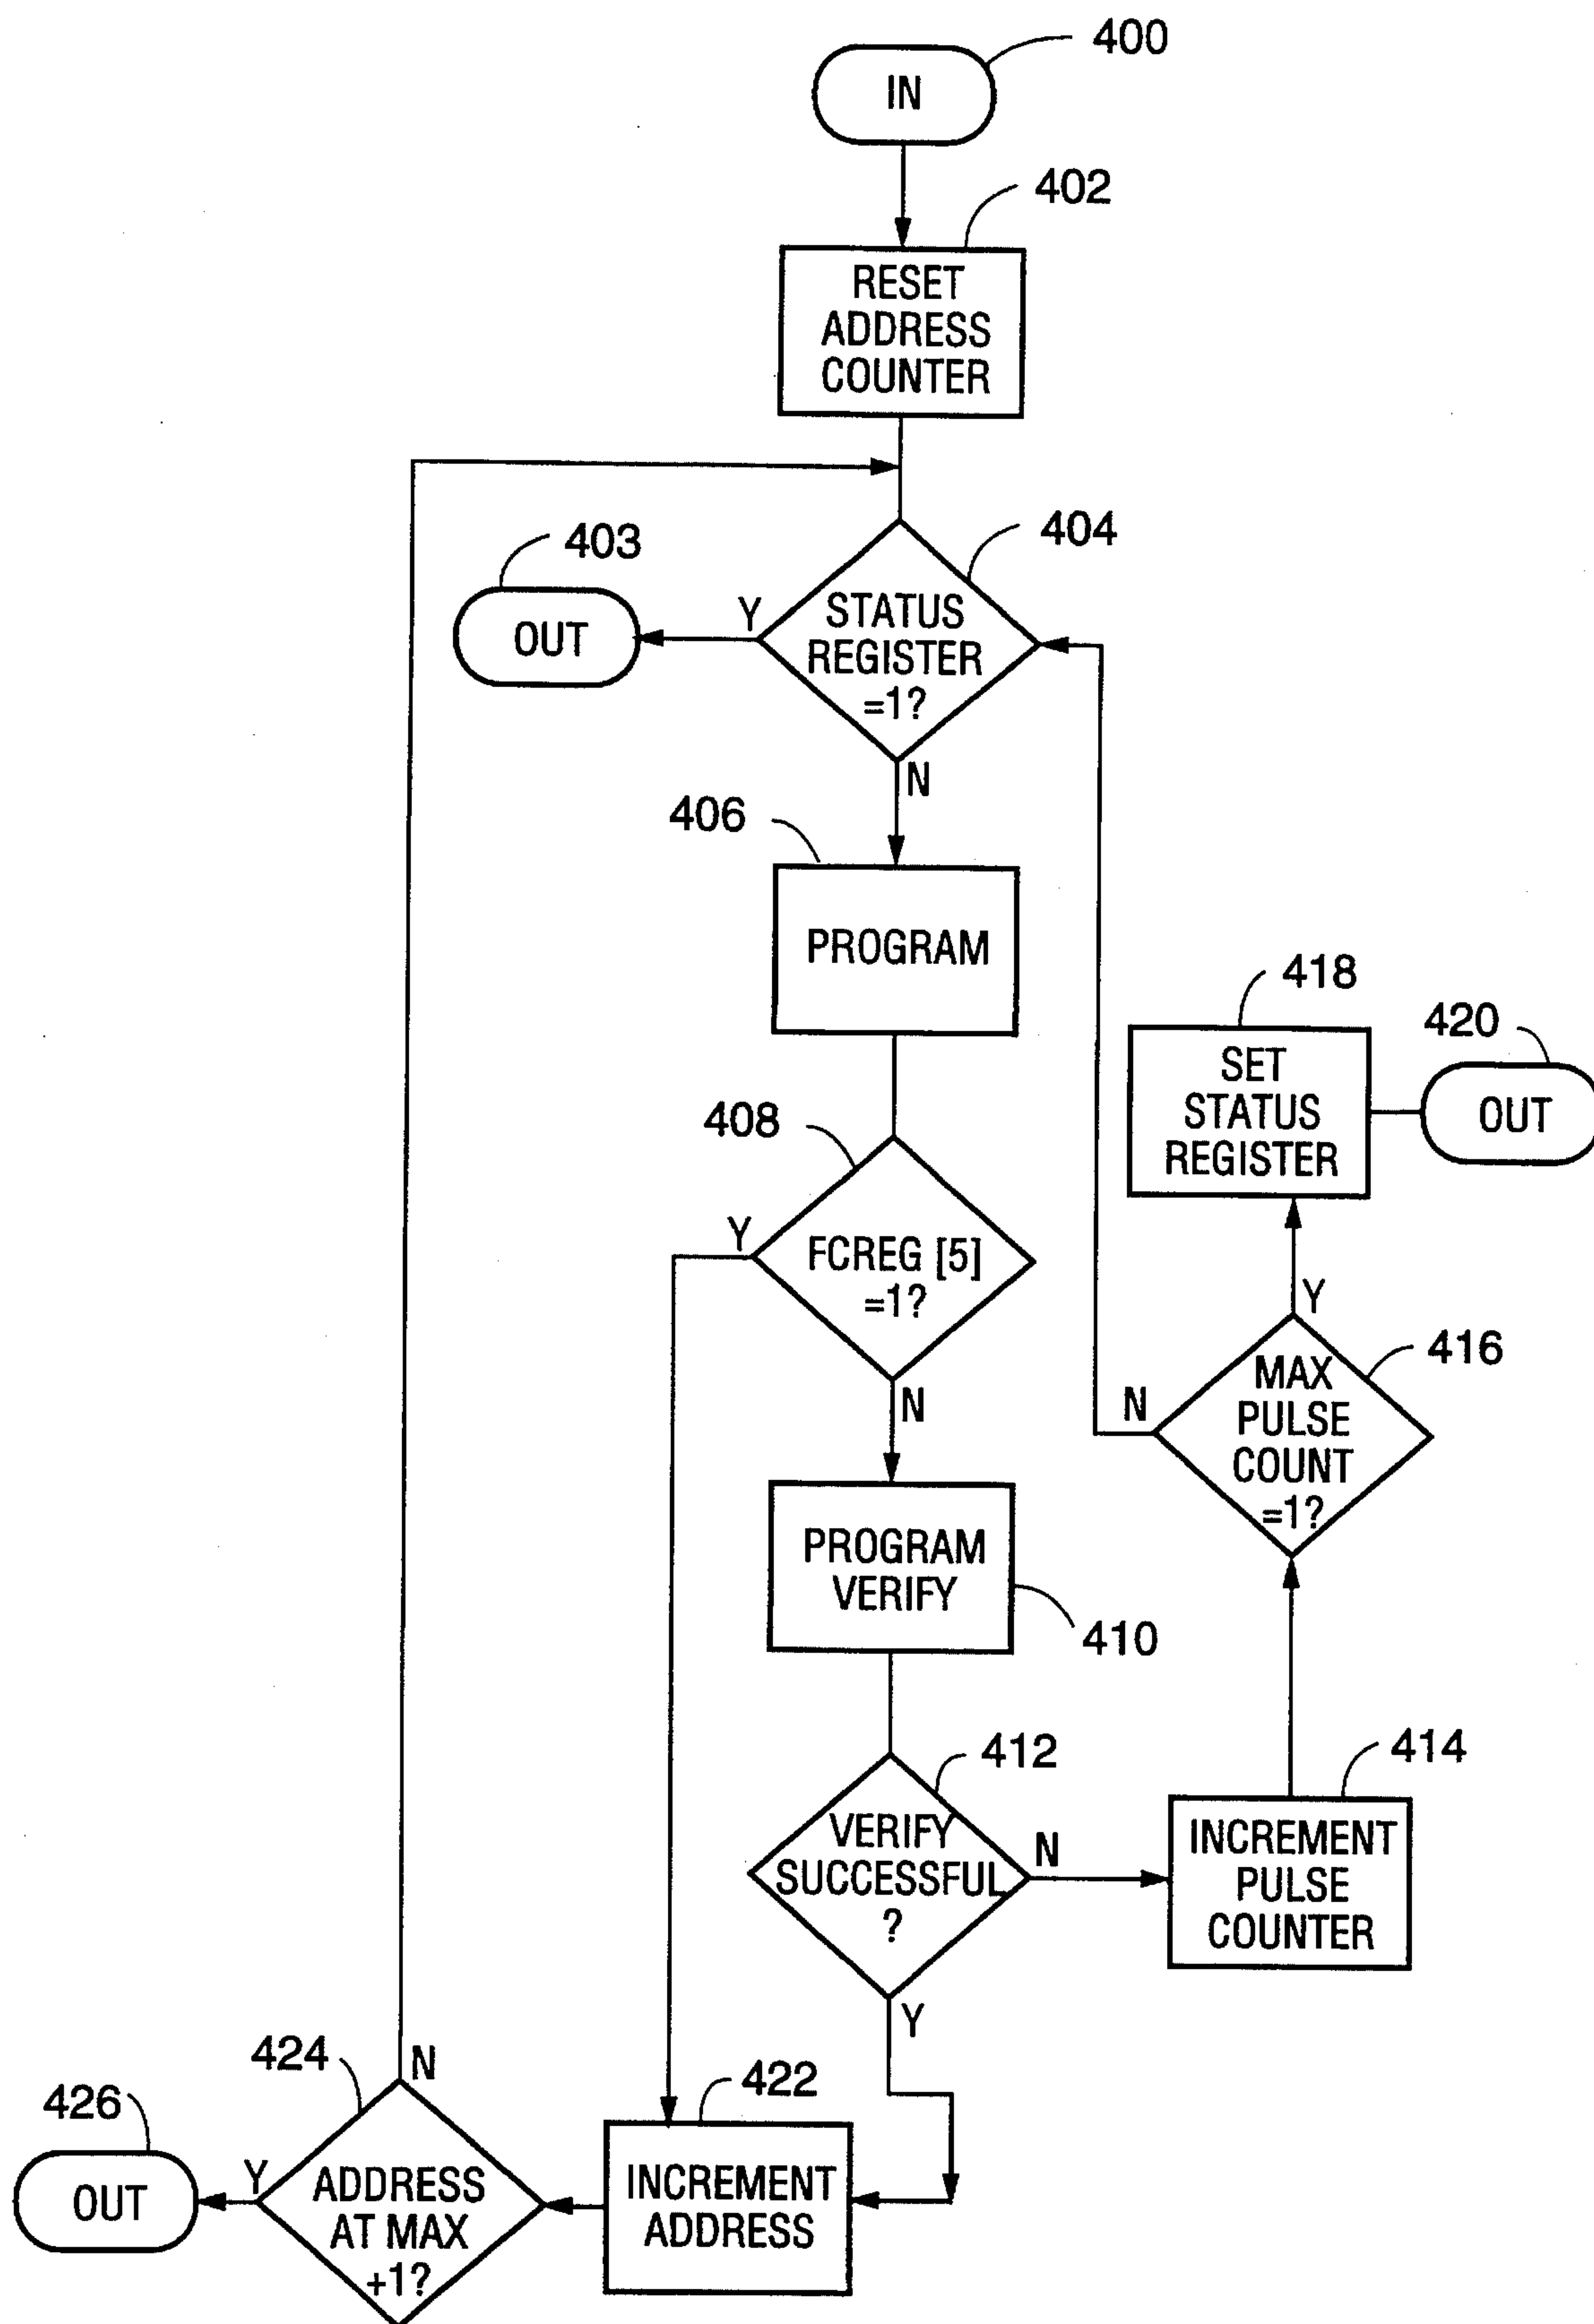 400
IN
402
RESET
ADDRESS
COUNTER
403
404
OUT
Y
STATUS
REGISTER
=1?
N
406
PROGRAM
418
420
SET
STATUS
REGISTER
OUT
408
Y
FCREG [5]
=1?
N
Y
416
N
MAX
PULSE
COUNT
=1?
PROGRAM
VERIFY
410
412
414
VERIFY
SUCCESSFUL
?
N
INCREMENT
PULSE
COUNTER
Y
424
N
422
426
OUT
Y
ADDRESS
AT MAX
+1?
INCREMENT
ADDRESS